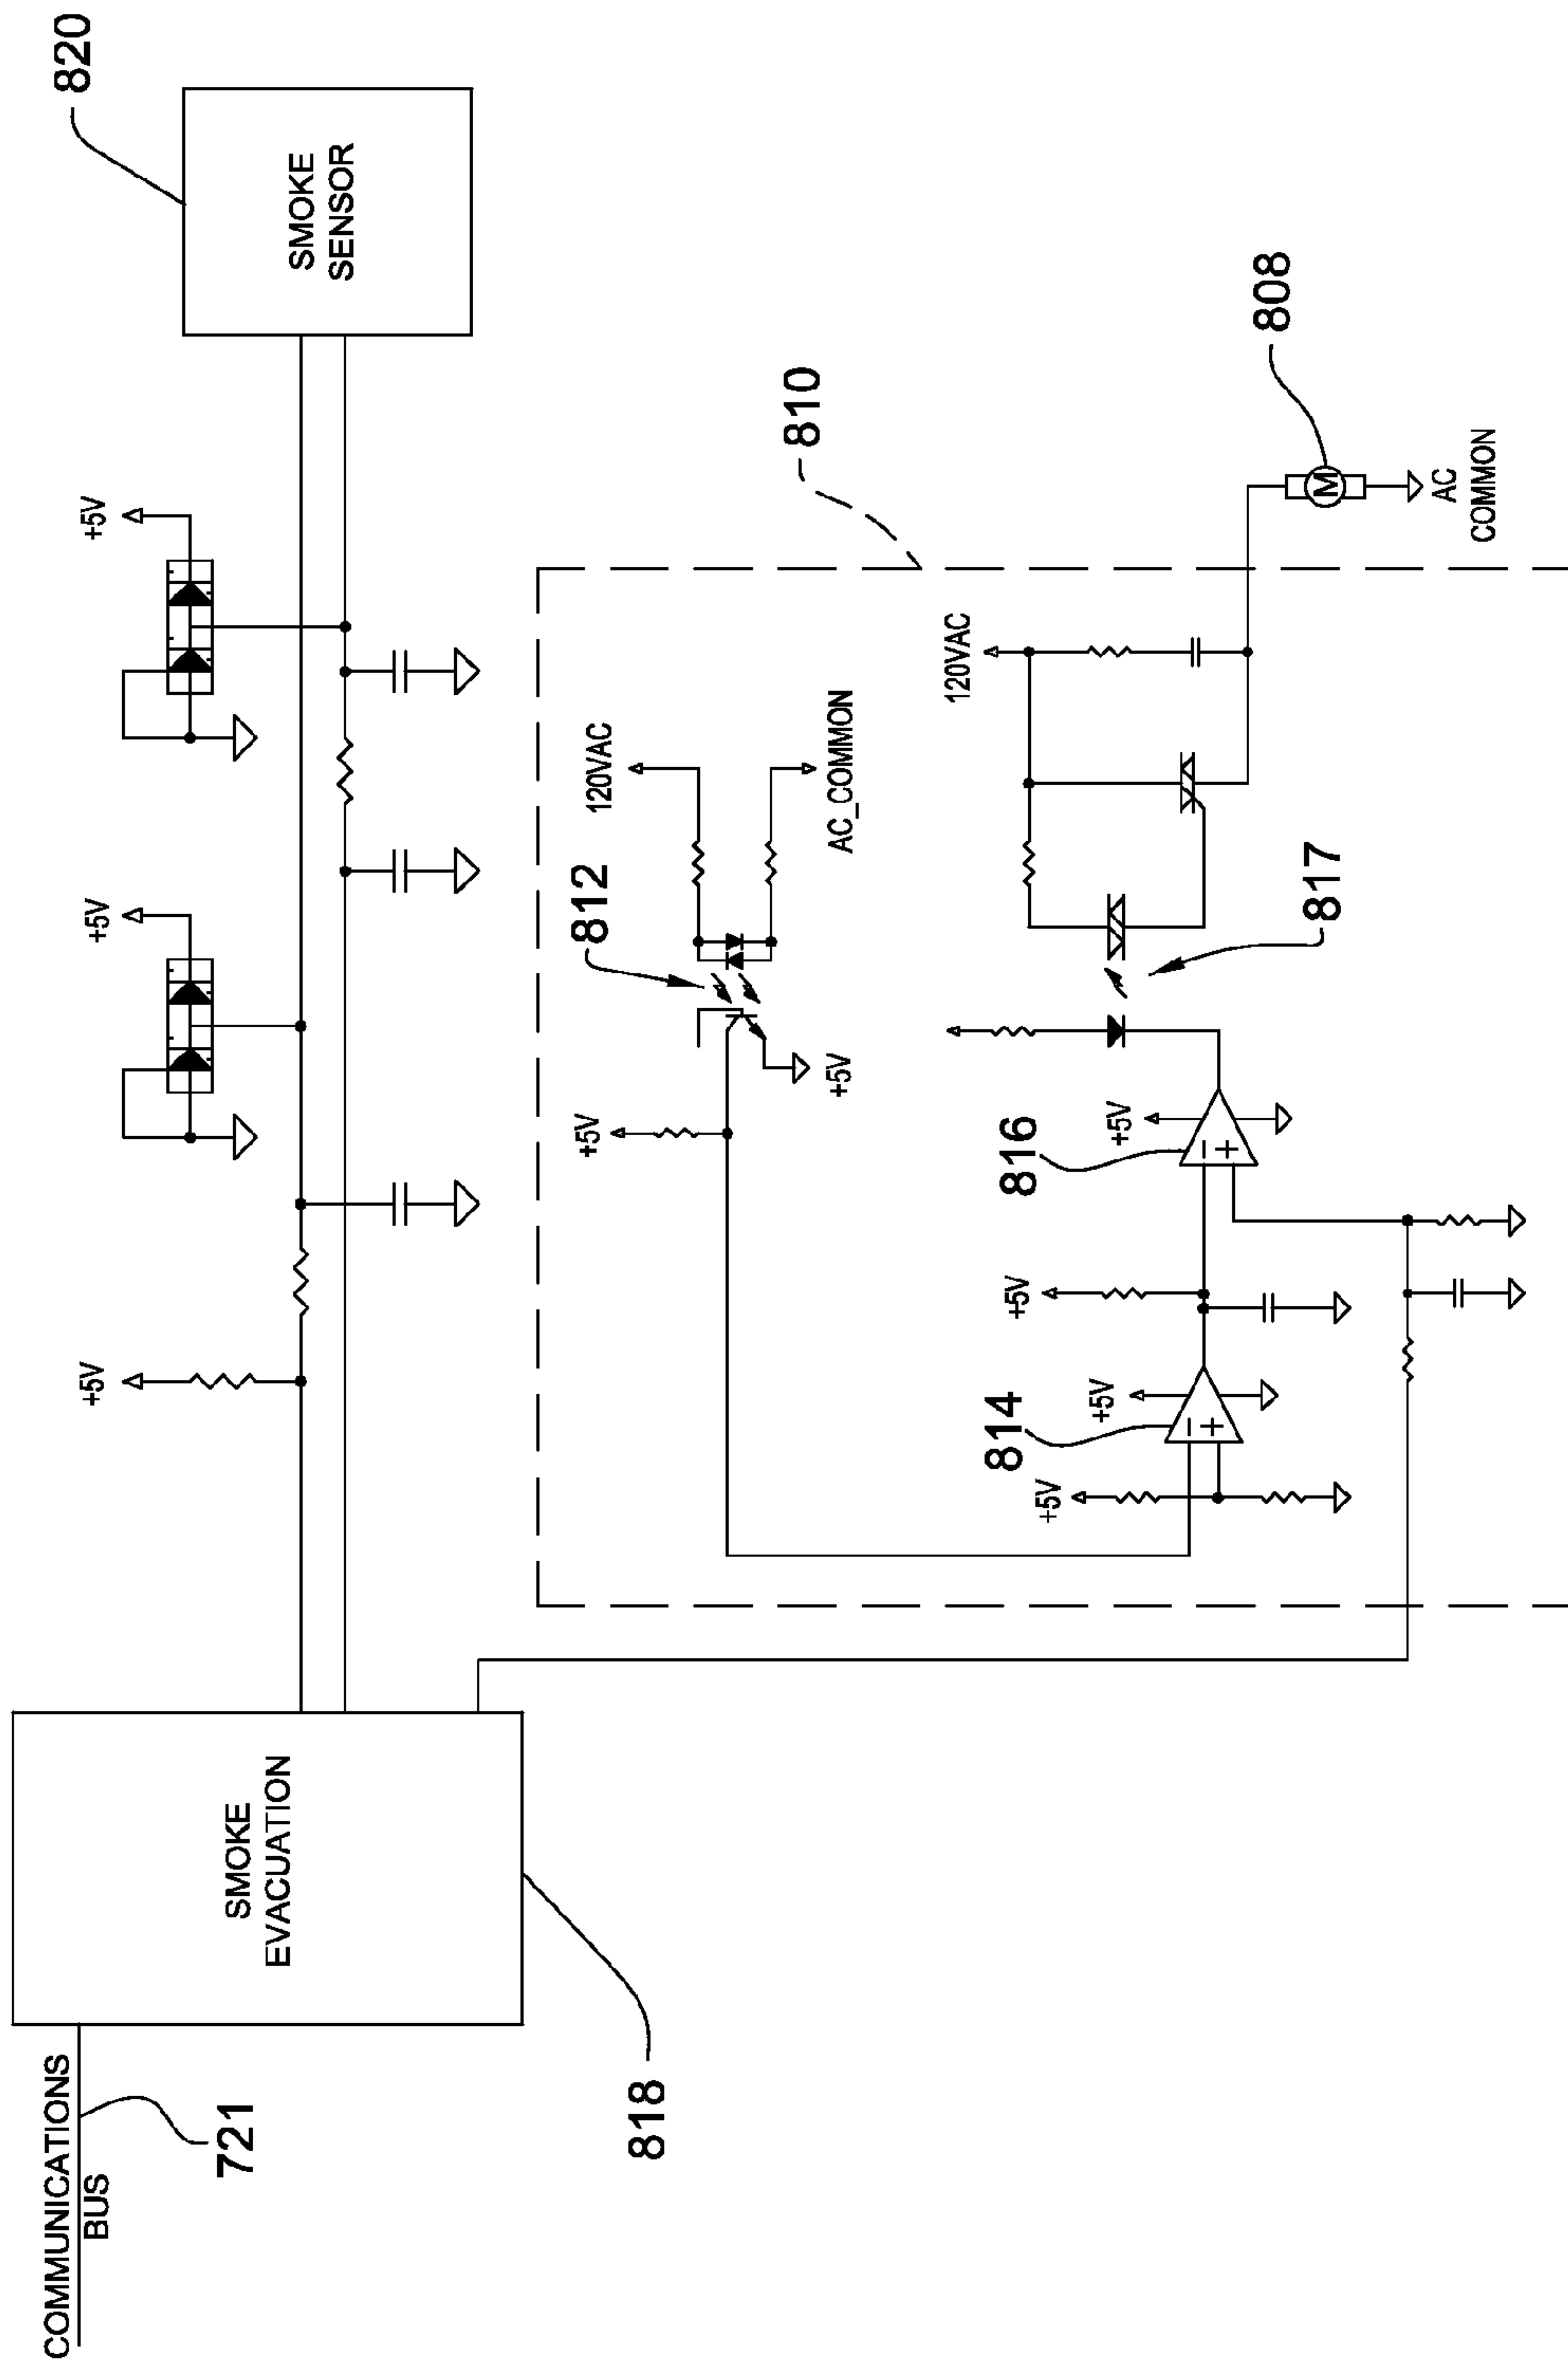 COMMUNICATIONS
BUS
721
SMOKE
EVACUATION
818
+5V
+5V
+5V
820
SMOKE
SENSOR
+5V
812
120VAC
+5V
AC_COMMON
810
120VAC
814
+5V
+5V
− +
+5V
816
+5V
− +
817
808
M
AC
COMMON